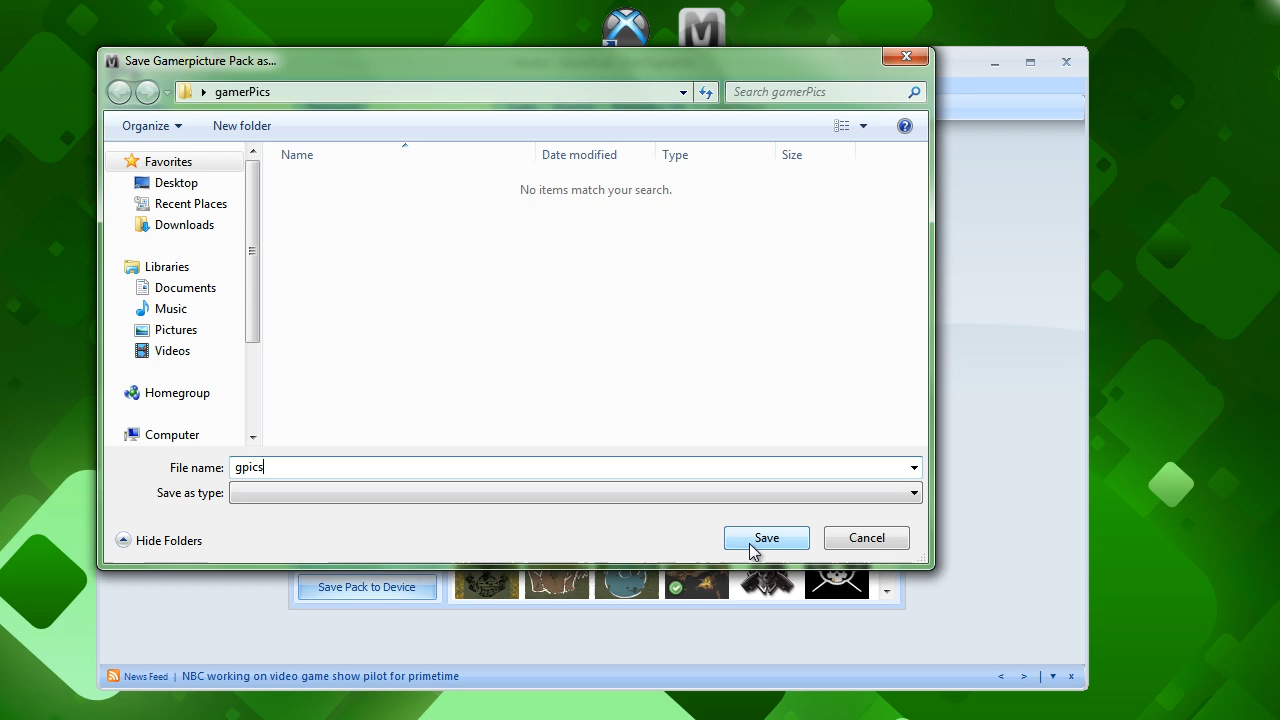 Save Gamerpicture Pack as...
gamerPics
Search gamerPics
Organize
New folder
Name
Date modified
Type
Size
No items match your search.
Favorites
Desktop
Recent Places
Downloads
Libraries
Documents
Music
Pictures
Videos
Homegroup
Computer
File name: gpics
Save as type:
Hide Folders
Save
Cancel
Save Pack to Device
News Feed | NBC working on video game show pilot for primetime